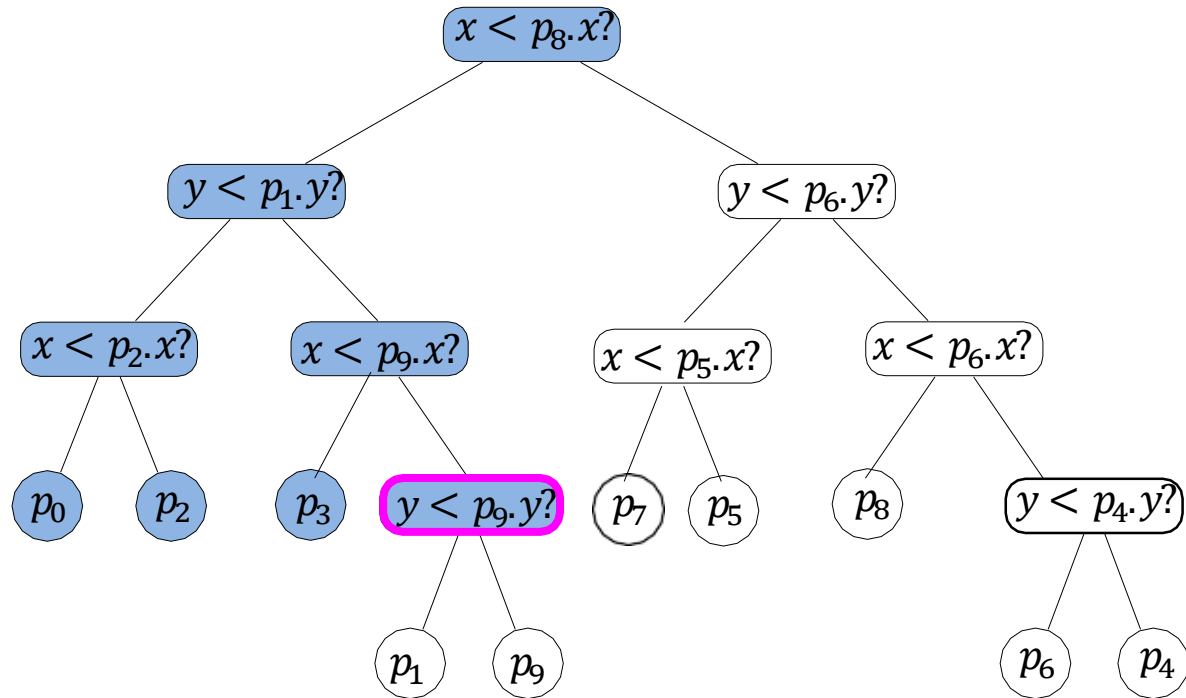 x < p₈.x?
y < p₁.y?
y < p₆.y?
x < p₂.x?
x < p₉.x?
x < p₅.x?
x < p₆.x?
p₀
p₂
p₃
y < p₉.y?
p₇
p₅
p₈
y < p₄.y?
p₁
p₉
p₆
p₄